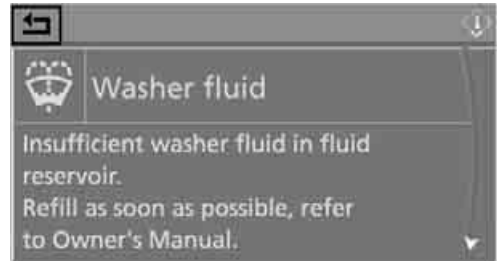 Washer fluid
Insufficient washer fluid in fluid
reservoir.
Refill as soon as possible, refer
to Owner's Manual.